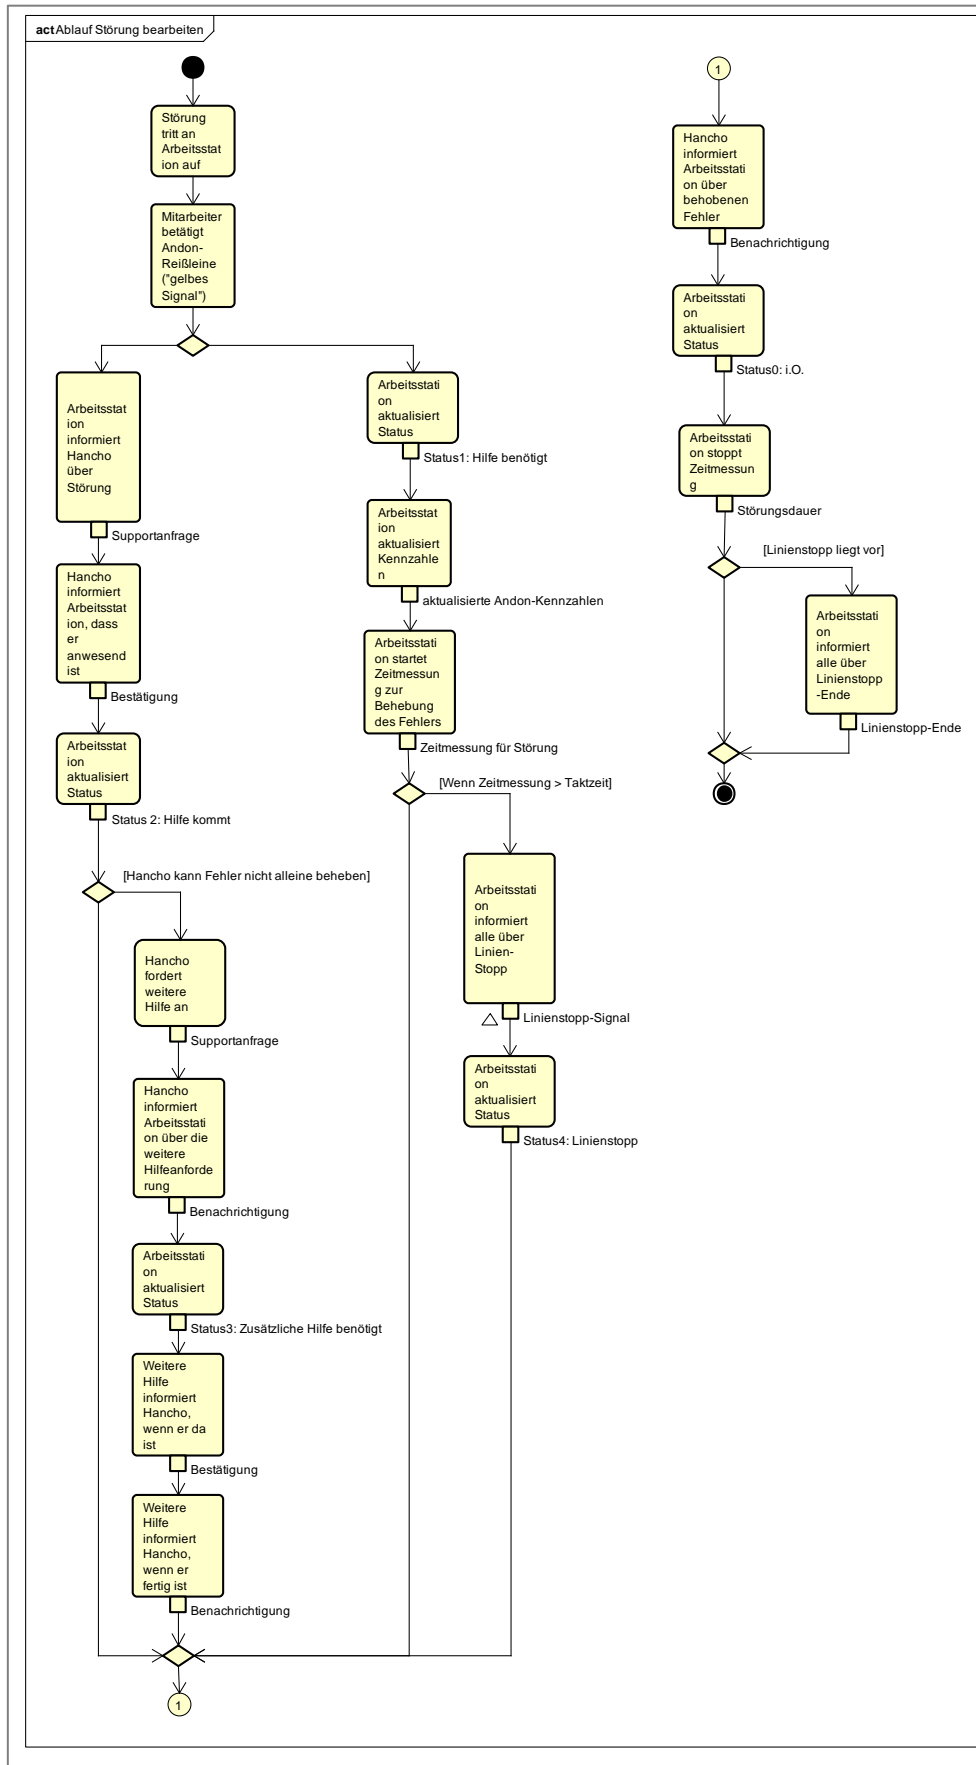 act Ablauf Störung bearbeiten
Störung
tritt an
Arbeitsstat
ion auf
Mitarbeiter
betätigt
Andon-
Reißleine
("gelbes
Signal")
Arbeitsstat
ion
informiert
Hancho
über
Störung
Supportanfrage
Hancho
informiert
Arbeitsstat
ion, dass
er
anwesend
ist
Bestätigung
Arbeitsstat
ion
aktualisiert
Status
Status 2: Hilfe kommt
[Hancho kann Fehler nicht alleine beheben]
Hancho
fordert
weitere
Hilfe an
Supportanfrage
Hancho
informiert
Arbeitsstati
on über die
weitere
Hilfeanforde
rung
Benachrichtigung
Arbeitsstati
on
aktualisiert
Status
Status3: Zusätzliche Hilfe benötigt
Weitere
Hilfe
informiert
Hancho,
wenn er da
ist
Bestätigung
Weitere
Hilfe
informiert
Hancho,
wenn er
fertig ist
Benachrichtigung
1
Arbeitsstati
on
aktualisiert
Status
Status1: Hilfe benötigt
Arbeitsstat
ion
aktualisiert
Kennzahle
n
aktualisierte Andon-Kennzahlen
Arbeitsstati
on startet
Zeitmessun
g zur
Behebung
des Fehlers
Zeitmessung für Störung
[Wenn Zeitmessung > Taktzeit]
Arbeitsstati
on
informiert
alle über
Linien-
Stopp
Linienstopp-Signal
Arbeitsstati
on
aktualisiert
Status
Status4: Linienstopp
1
Hancho
informiert
Arbeitsstati
on über
behobenen
Fehler
Benachrichtigung
Arbeitsstati
on
aktualisiert
Status
Status0: i.O.
Arbeitsstati
on stoppt
Zeitmessun
g
Störungsdauer
[Linienstopp liegt vor]
Arbeitsstati
on
informiert
alle über
Linienstopp
-Ende
Linienstopp-Ende